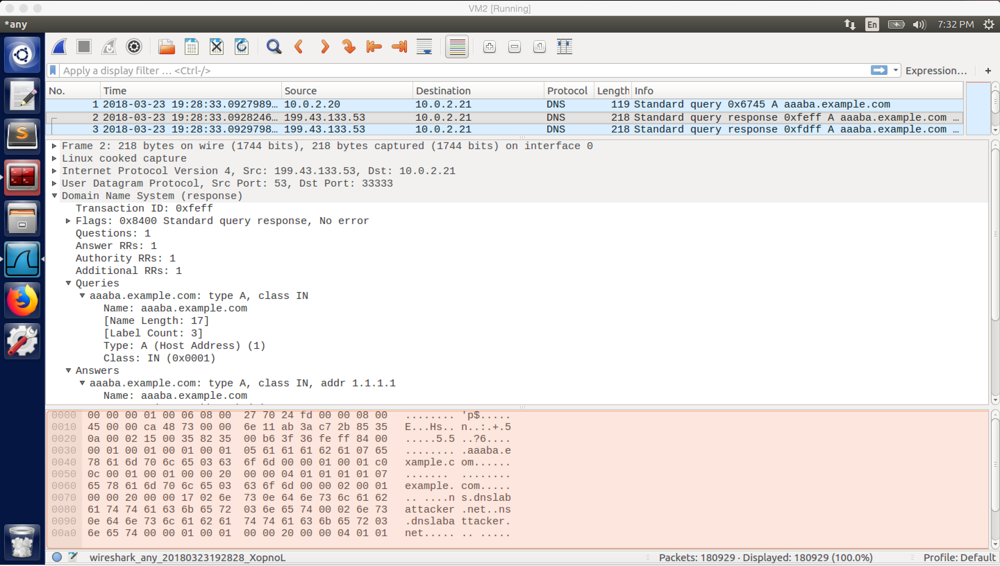 VM2 [Running]
*any
En
7:32 PM
Apply a display filter … <Ctrl-/>
Expression…
+
No. Time Source Destination Protocol Length Info
1 2018-03-23 19:28:33.0927989… 10.0.2.20 10.0.2.21 DNS 119 Standard query 0x6745 A aaaba.example.com
2 2018-03-23 19:28:33.0928246… 199.43.133.53 10.0.2.21 DNS 218 Standard query response 0xfeff A aaaba.example.com …
3 2018-03-23 19:28:33.0929798… 199.43.133.53 10.0.2.21 DNS 218 Standard query response 0xfdff A aaaba.example.com …
Frame 2: 218 bytes on wire (1744 bits), 218 bytes captured (1744 bits) on interface 0
Linux cooked capture
Internet Protocol Version 4, Src: 199.43.133.53, Dst: 10.0.2.21
User Datagram Protocol, Src Port: 53, Dst Port: 33333
Domain Name System (response)
Transaction ID: 0xfeff
Flags: 0x8400 Standard query response, No error
Questions: 1
Answer RRs: 1
Authority RRs: 1
Additional RRs: 1
Queries
aaaba.example.com: type A, class IN
Name: aaaba.example.com
[Name Length: 17]
[Label Count: 3]
Type: A (Host Address) (1)
Class: IN (0x0001)
Answers
aaaba.example.com: type A, class IN, addr 1.1.1.1
Name: aaaba.example.com
0000 00 00 00 01 00 06 08 00 27 70 24 fd 00 00 08 00 ........ 'p$.....
0010 45 00 00 ca 48 73 00 00 6e 11 ab 3a c7 2b 85 35 E...Hs.. n..:.+.5
0020 0a 00 02 15 00 35 82 35 00 b6 3f 36 fe ff 84 00 .....5.5 ..?6....
0030 00 01 00 01 00 01 00 01 05 61 61 61 62 61 07 65 ........ .aaaba.e
0040 78 61 6d 70 6c 65 03 63 6f 6d 00 00 01 00 01 c0 xample.c om......
0050 0c 00 01 00 01 00 00 20 00 00 04 01 01 01 01 07 ....... ........
0060 65 78 61 6d 70 6c 65 03 63 6f 6d 00 00 02 00 01 example. com.....
0070 00 00 20 00 00 17 02 6e 73 0e 64 6e 73 6c 61 62 .. ....n s.dnslab
0080 61 74 74 61 63 6b 65 72 03 6e 65 74 00 02 6e 73 attacker .net..ns
0090 0e 64 6e 73 6c 61 62 61 74 74 61 63 6b 65 72 03 .dnslaba ttacker.
00a0 6e 65 74 00 00 01 00 01 00 00 20 00 00 04 01 01 net..... .. .....
wireshark_any_20180323192828_XopnoL
Packets: 180929 · Displayed: 180929 (100.0%)
Profile: Default